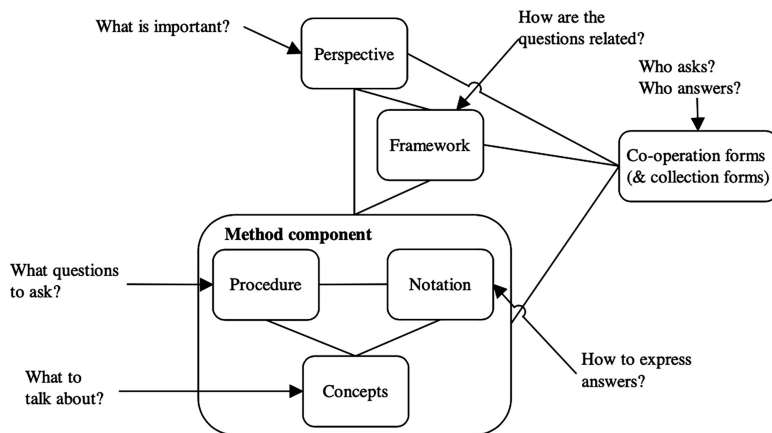 What is important?
Perspective
How are the
questions related?
Who asks?
Who answers?
Framework
Co-operation forms
(& collection forms)
Method component
What questions
to ask?
Procedure
Notation
How to express
answers?
What to
talk about?
Concepts